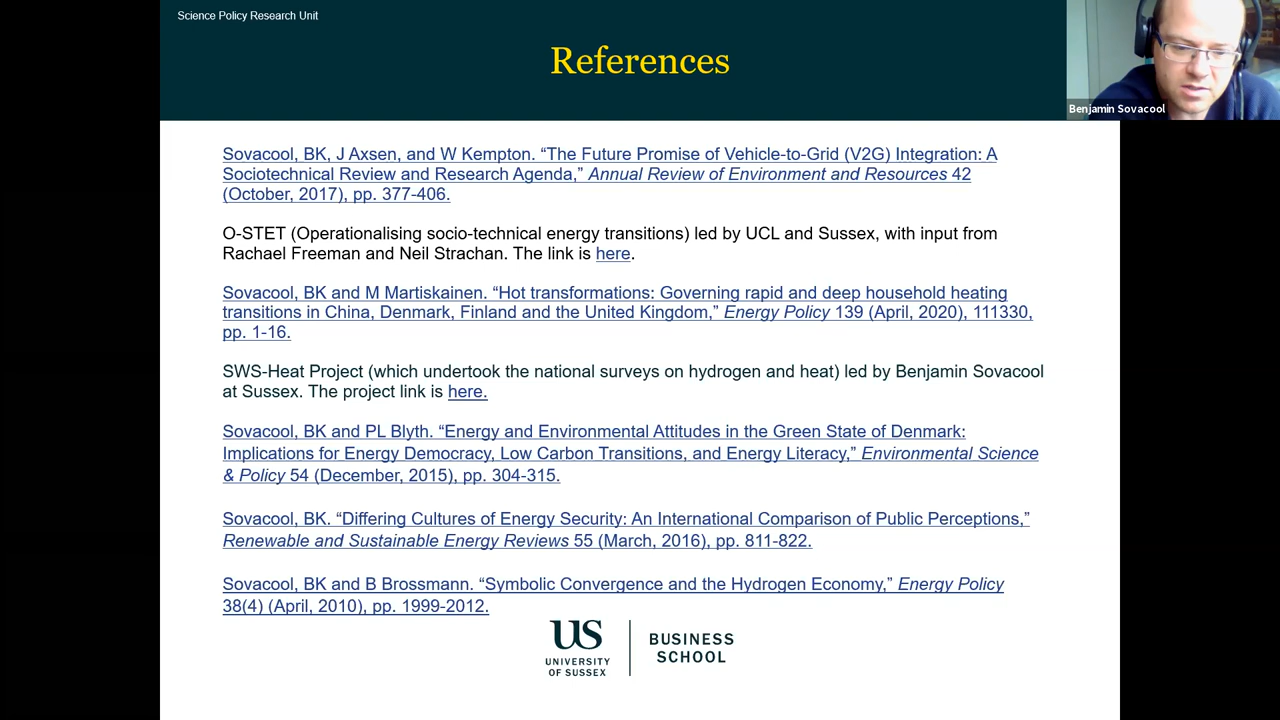 Science Policy Research Unit
References
Benjamin Sovacool
Sovacool, BK, J Axsen, and W Kempton. “The Future Promise of Vehicle-to-Grid (V2G) Integration: A
Sociotechnical Review and Research Agenda,” Annual Review of Environment and Resources 42
(October, 2017), pp. 377-406.
O-STET (Operationalising socio-technical energy transitions) led by UCL and Sussex, with input from
Rachael Freeman and Neil Strachan. The link is here.
Sovacool, BK and M Martiskainen. “Hot transformations: Governing rapid and deep household heating
transitions in China, Denmark, Finland and the United Kingdom,” Energy Policy 139 (April, 2020), 111330,
pp. 1-16.
SWS-Heat Project (which undertook the national surveys on hydrogen and heat) led by Benjamin Sovacool
at Sussex. The project link is here.
Sovacool, BK and PL Blyth. “Energy and Environmental Attitudes in the Green State of Denmark:
Implications for Energy Democracy, Low Carbon Transitions, and Energy Literacy,” Environmental Science
& Policy 54 (December, 2015), pp. 304-315.
Sovacool, BK. “Differing Cultures of Energy Security: An International Comparison of Public Perceptions,”
Renewable and Sustainable Energy Reviews 55 (March, 2016), pp. 811-822.
Sovacool, BK and B Brossmann. “Symbolic Convergence and the Hydrogen Economy,” Energy Policy
38(4) (April, 2010), pp. 1999-2012.
US
UNIVERSITY
OF SUSSEX
BUSINESS
SCHOOL